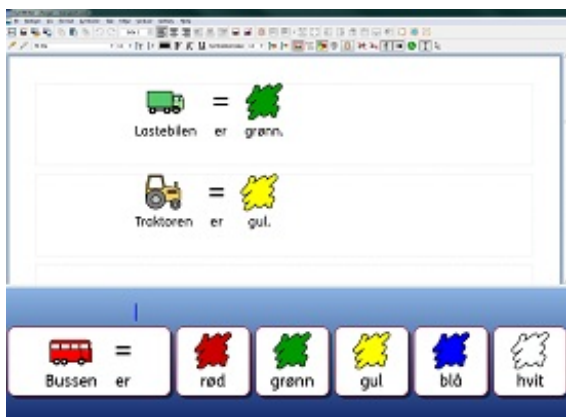 Lastebilen er grønn.
Traktoren er gul.
Bussen er rød grønn gul blå hvit